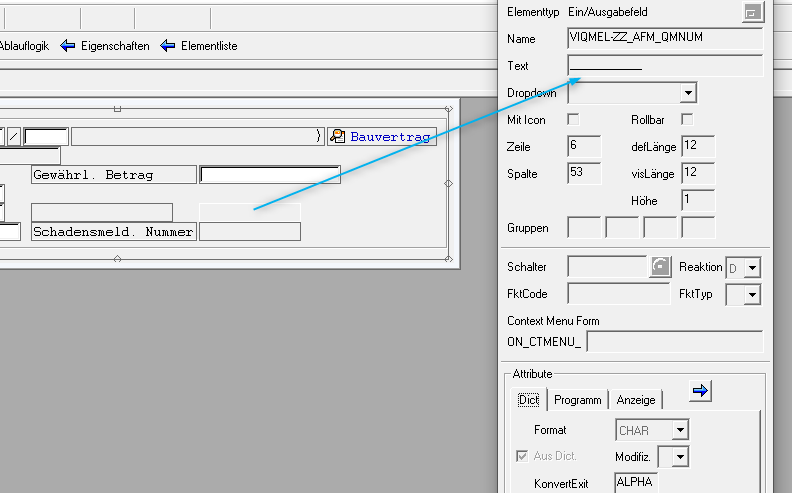 Ablauflogik Eigenschaften Elementliste
/ ) Bauvertrag
Gewährl. Betrag
Schadensmeld. Nummer
Elementtyp Ein/Ausgabefeld
Name VIQMEL-ZZ_AFM_QMNUM
Text ____________
Dropdown
Mit Icon Rollbar
Zeile 6 defLänge 12
Spalte 53 visLänge 12
Höhe 1
Gruppen
Schalter Reaktion D
FktCode FktTyp
Context Menu Form
ON_CTMENU_
Attribute
Dict Programm Anzeige
Format CHAR
Aus Dict. Modifiz.
KonvertExit ALPHA